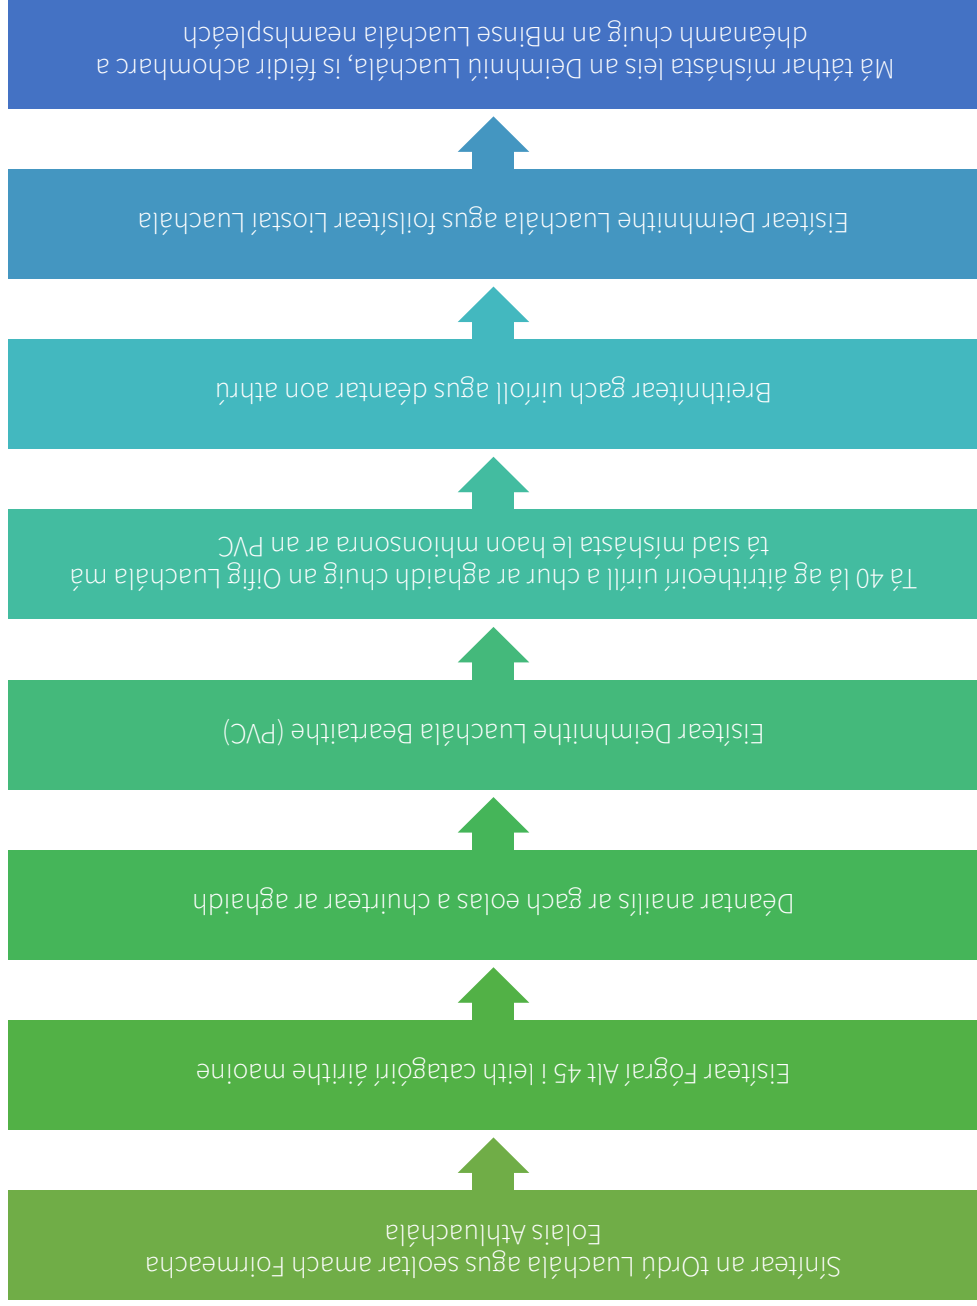 Sínítear an tOrdú Luachála agus seoltar amach Foirmeacha
Eolais Athluachála
Eisítear Fógraí Alt 45 i leith catagóirí áirithe maoine
Déantar anailís ar gach eolas a chuirtear ar aghaidh
Eisítear Deimhnithe Luachála Beartaithe (PVC)
Tá 40 lá ag áitritheoirí uiríll a chur ar aghaidh chuig an Oifig Luachála má
tá siad míshásta le haon mhionsonra ar an PVC
Breithnítear gach uiríoll agus déantar aon athrú
Eisítear Deimhnithe Luachála agus foilsítear Liostaí Luachála
Má táthar míshásta leis an Deimhniú Luachála, is féidir achomharc a
dhéanamh chuig an mBinse Luachála neamhspleách